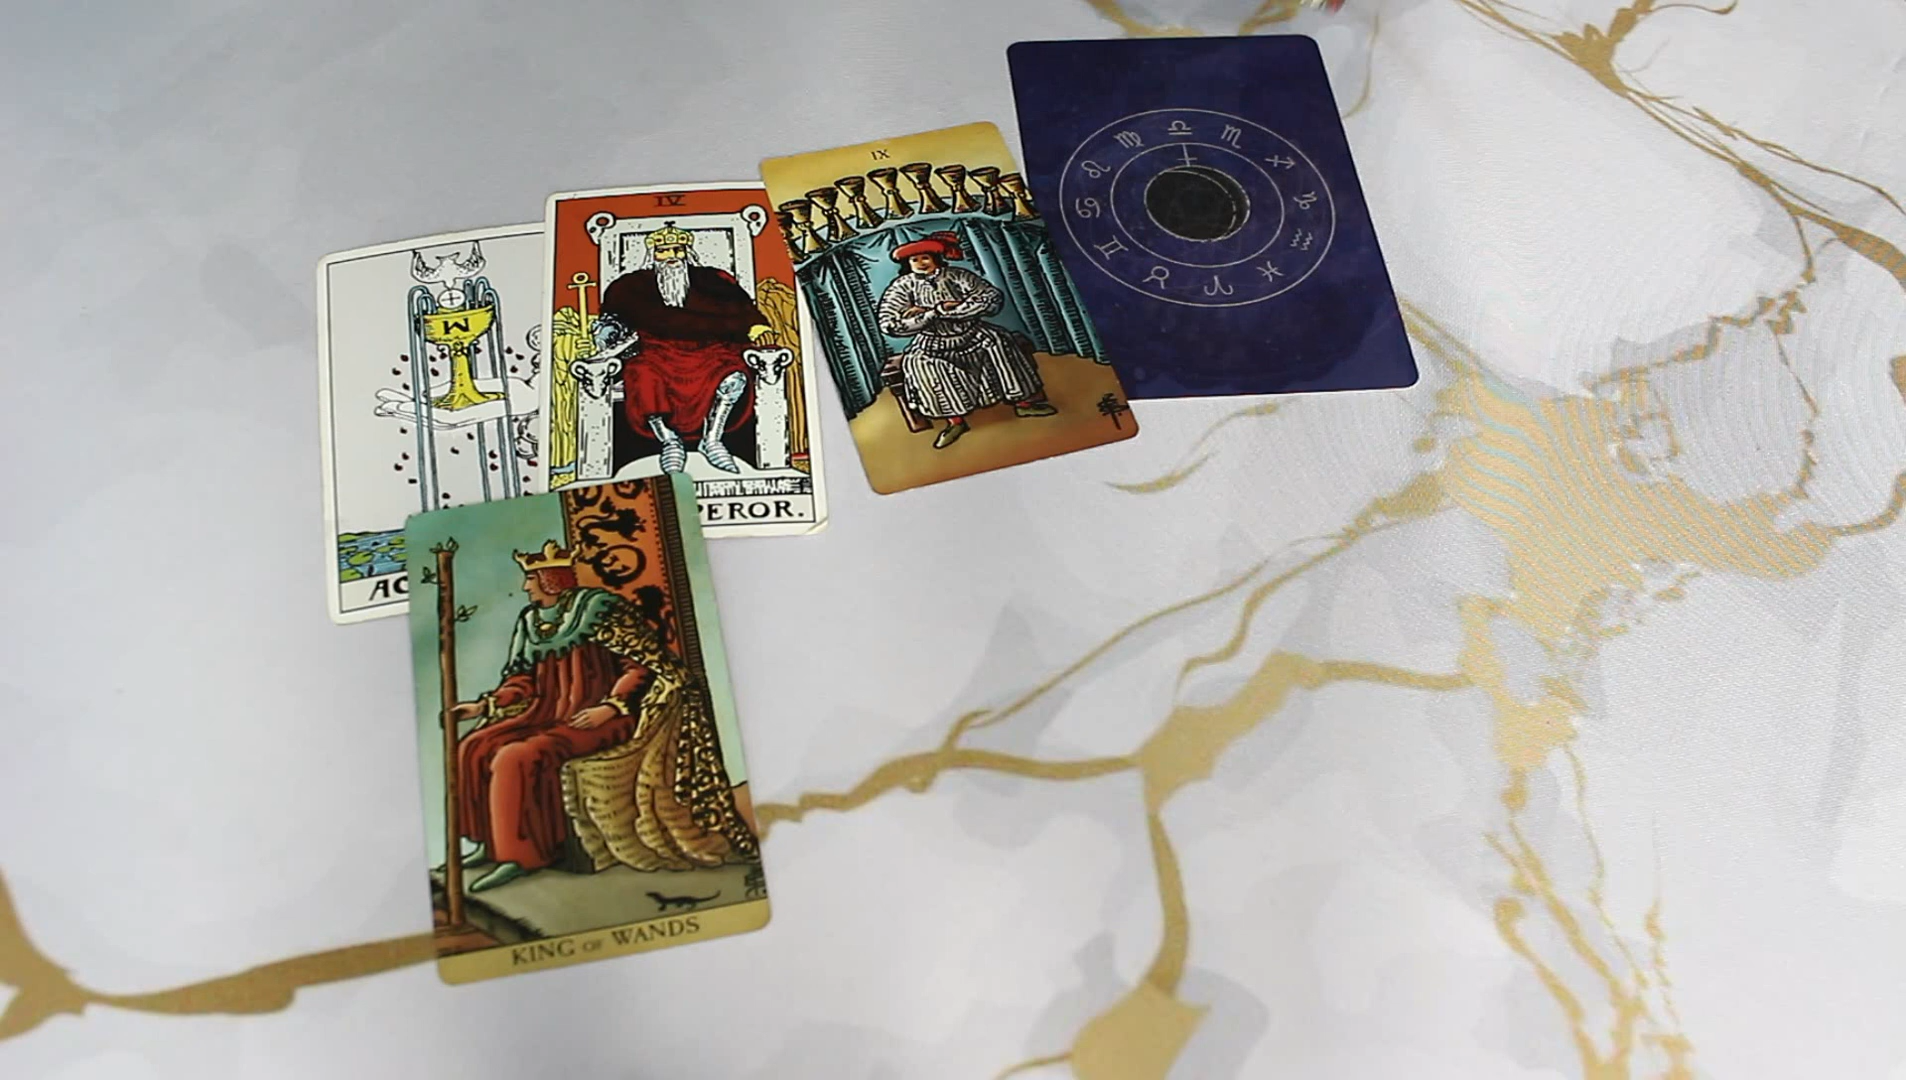 IV
IX
M
PEROR.
AC
KING OF WANDS